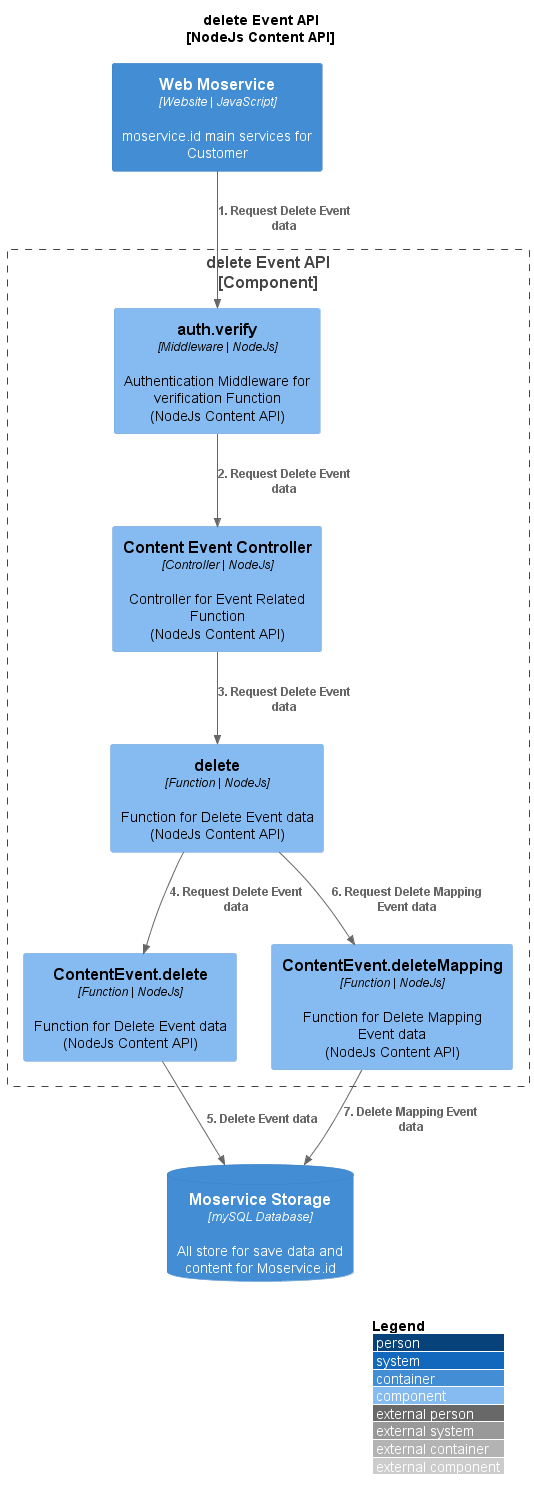 delete Event API
[NodeJs Content API]
Web Moservice
[Website | JavaScript]
moservice.id main services for
Customer
1. Request Delete Event
data
delete Event API
[Component]
auth.verify
[Middleware | NodeJs]
Authentication Middleware for
verification Function
(NodeJs Content API)
2. Request Delete Event
data
Content Event Controller
[Controller | NodeJs]
Controller for Event Related
Function
(NodeJs Content API)
3. Request Delete Event
data
delete
[Function | NodeJs]
Function for Delete Event data
(NodeJs Content API)
4. Request Delete Event
data
6. Request Delete Mapping
Event data
ContentEvent.delete
[Function | NodeJs]
Function for Delete Event data
(NodeJs Content API)
ContentEvent.deleteMapping
[Function | NodeJs]
Function for Delete Mapping
Event data
(NodeJs Content API)
5. Delete Event data
7. Delete Mapping Event
data
Moservice Storage
[mySQL Database]
All store for save data and
content for Moservice.id
Legend
person
system
container
component
external person
external system
external container
external component